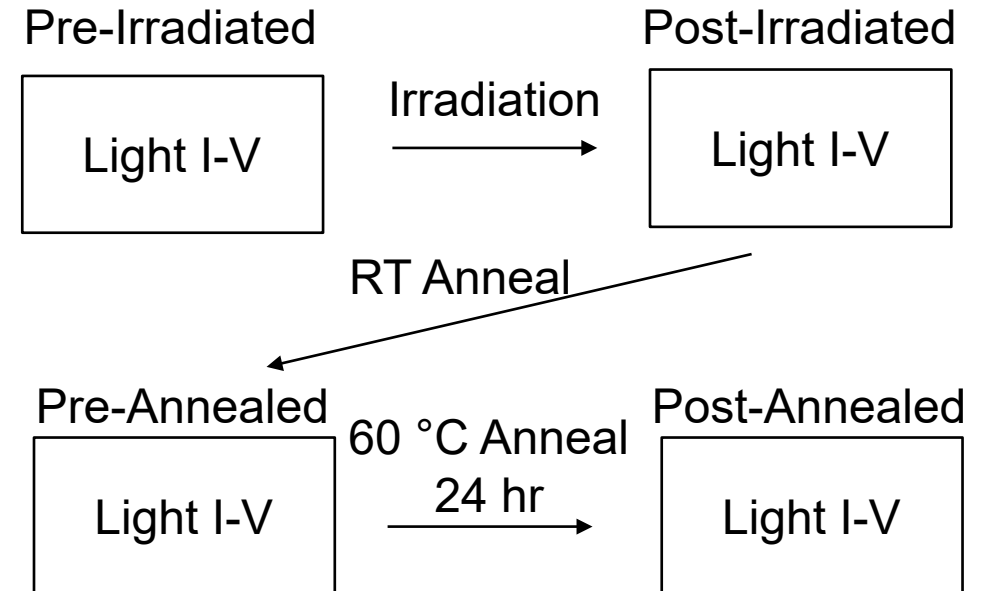 Pre-Irradiated
Post-Irradiated
Light I-V
Irradiation
Light I-V
RT Anneal
Pre-Annealed
Post-Annealed
60 °C Anneal
24 hr
Light I-V
Light I-V